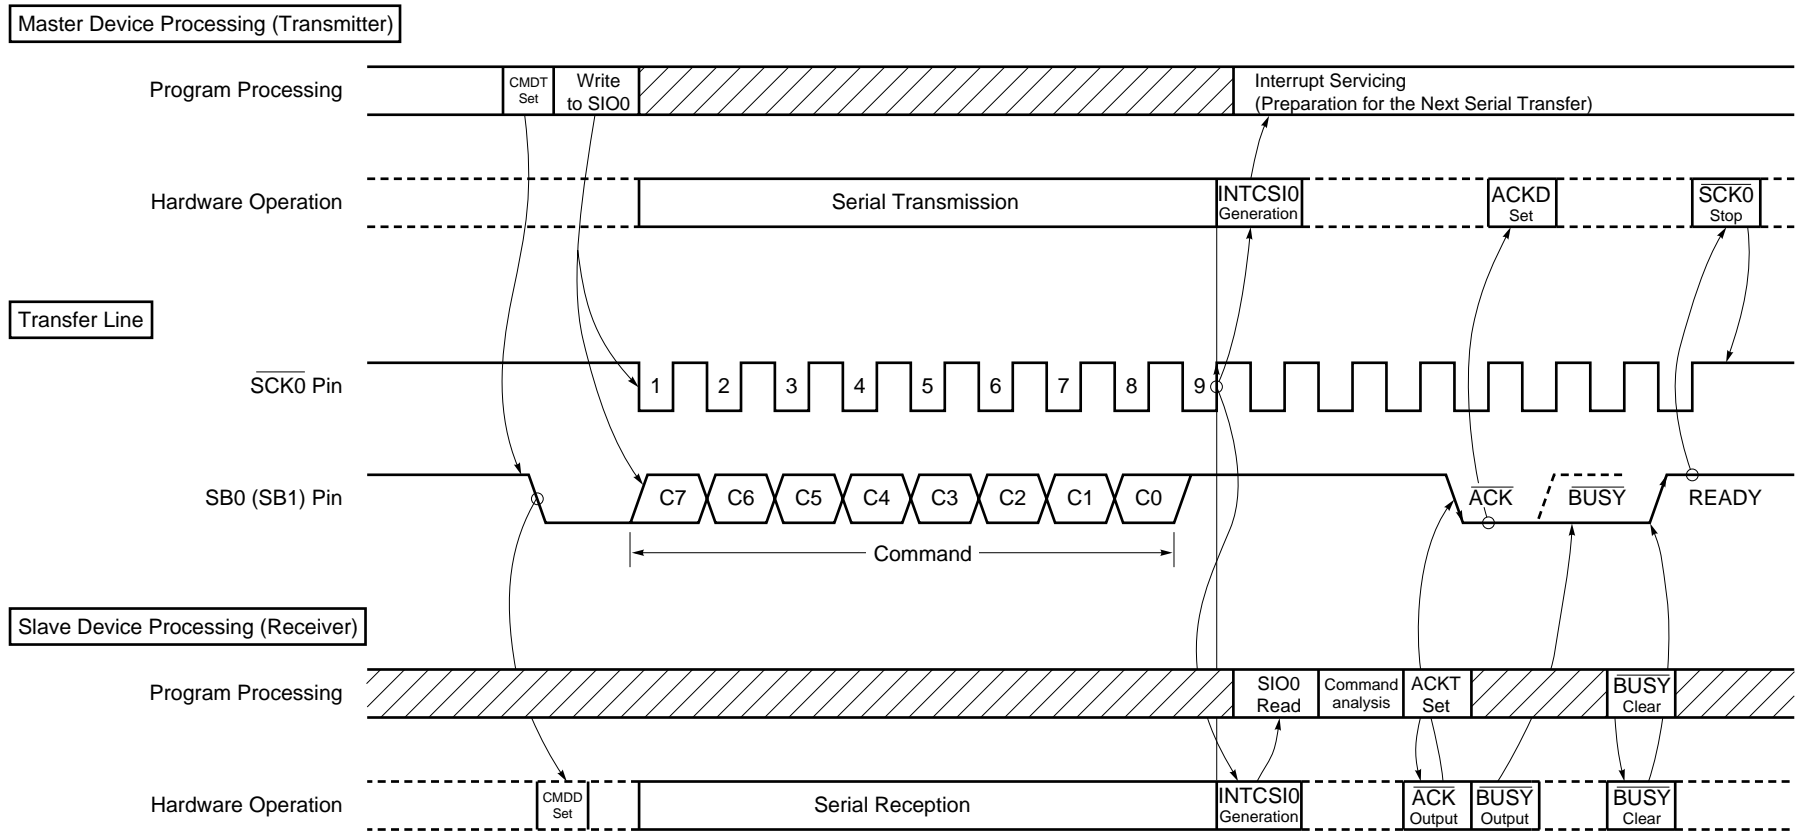 Master Device Processing (Transmitter)
Program Processing
CMDT
Set
Write
to SIO0
Interrupt Servicing
(Preparation for the Next Serial Transfer)
Hardware Operation
Serial Transmission
INTCSI0
Generation
ACKD
Set
SCK0
Stop
Transfer Line
SCK0 Pin
1 2 3 4 5 6 7 8 9
SB0 (SB1) Pin
C7 C6 C5 C4 C3 C2 C1 C0
ACK
BUSY
READY
Command
Slave Device Processing (Receiver)
Program Processing
SIO0
Read
Command
analysis
ACKT
Set
BUSY
Clear
Hardware Operation
CMDD
Set
Serial Reception
INTCSI0
Generation
ACK
Output
BUSY
Output
BUSY
Clear